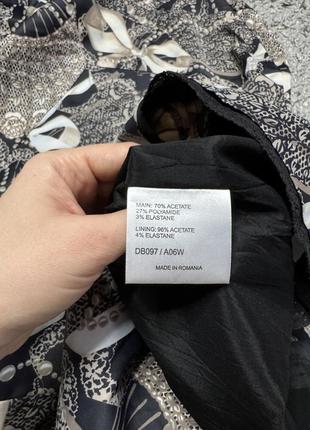 MAIN: 70% ACETATE
27% POLYAMIDE
3% ELASTANE
LINING: 96% ACETATE
4% ELASTANE
DB097 / A06W
MADE IN ROMANIA